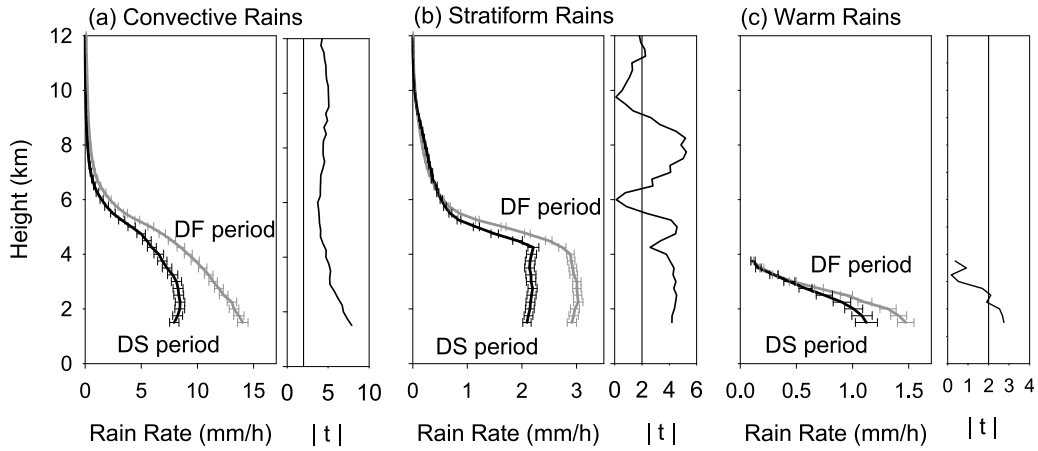 (a) Convective Rains
(b) Stratiform Rains
(c) Warm Rains
Height (km)
12
10
8
6
4
2
0
DF period
DS period
0 5 10 15
Rain Rate (mm/h)
0 5 10
| t |
DF period
DS period
0 1 2 3
Rain Rate (mm/h)
0 2 4 6
| t |
DF period
DS period
0.0 0.5 1.0 1.5
Rain Rate (mm/h)
0 1 2 3 4
| t |